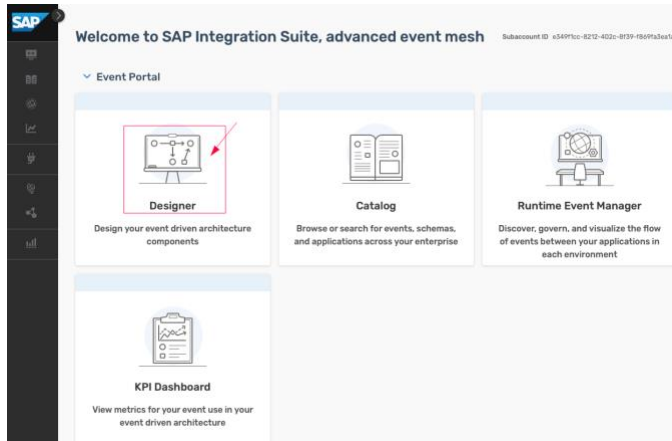 SAP
Welcome to SAP Integration Suite, advanced event mesh
Subaccount ID
Event Portal
Designer
Design your event driven architecture
components
Catalog
Browse or search for events, schemas,
and applications across your enterprise
Runtime Event Manager
Discover, govern, and visualize the flow
of events between your applications in
each environment
KPI Dashboard
View metrics for your event use in your
event driven architecture